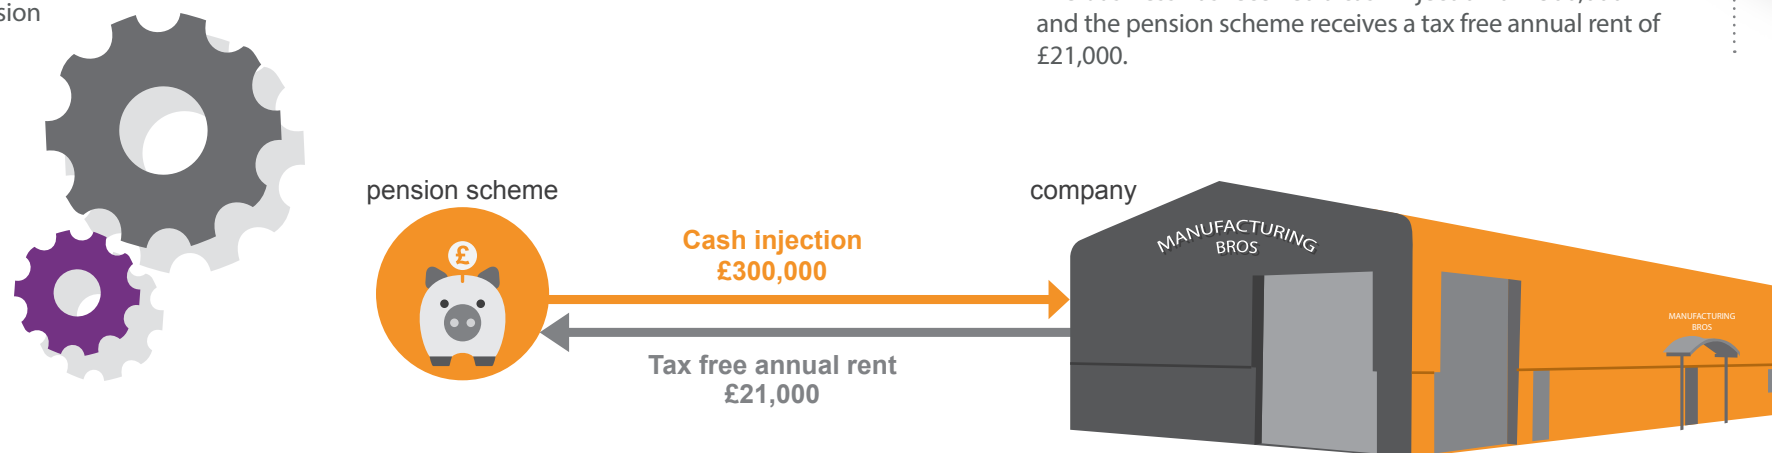 sion
and the pension scheme receives a tax free annual rent of
£21,000.
pension scheme
company
£
Cash injection
£300,000
Tax free annual rent
£21,000
MANUFACTURING
BROS
MANUFACTURING
BROS